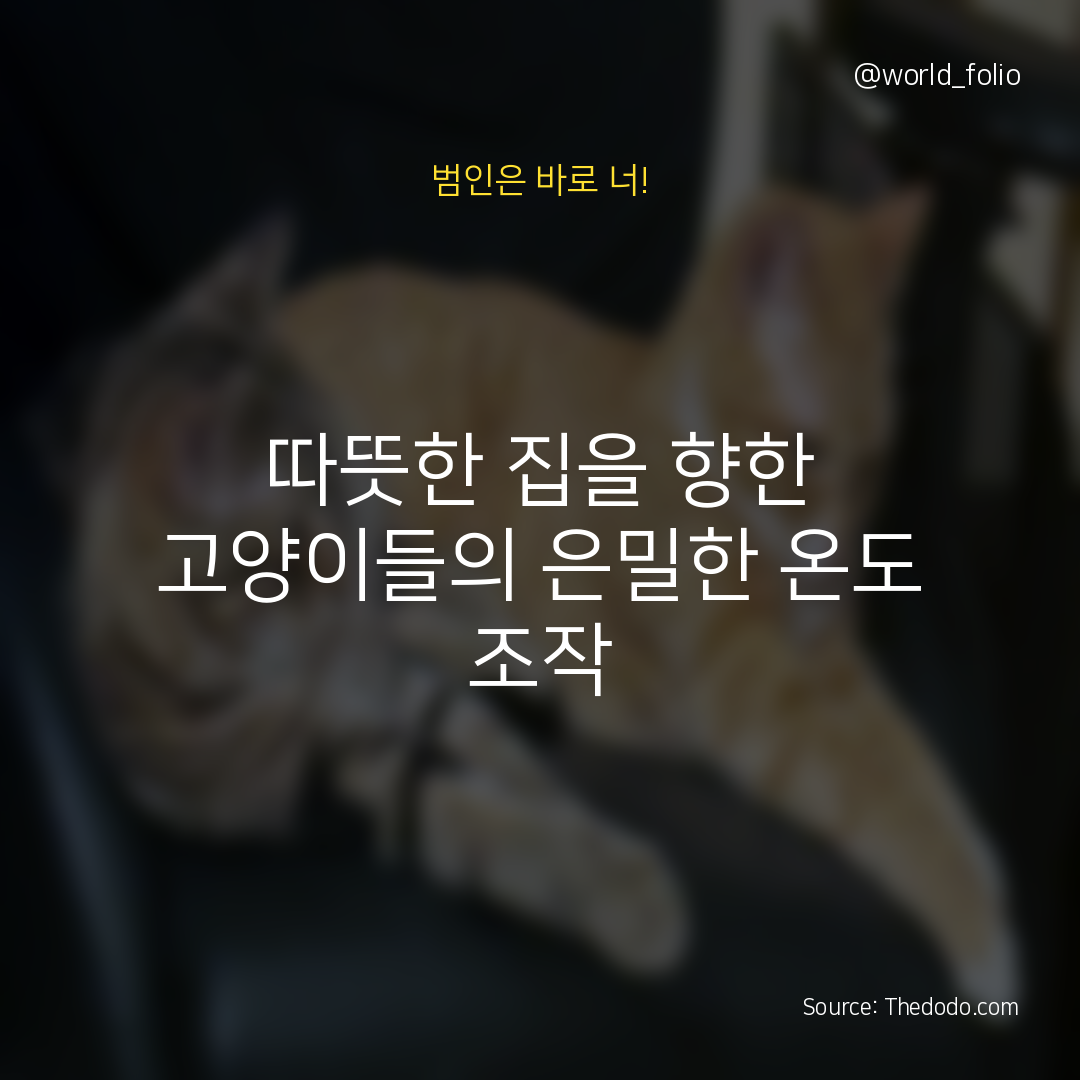 @world_folio
범인은 바로 너!
따뜻한 집을 향한
고양이들의 은밀한 온도
조작
Source: Thedodo.com